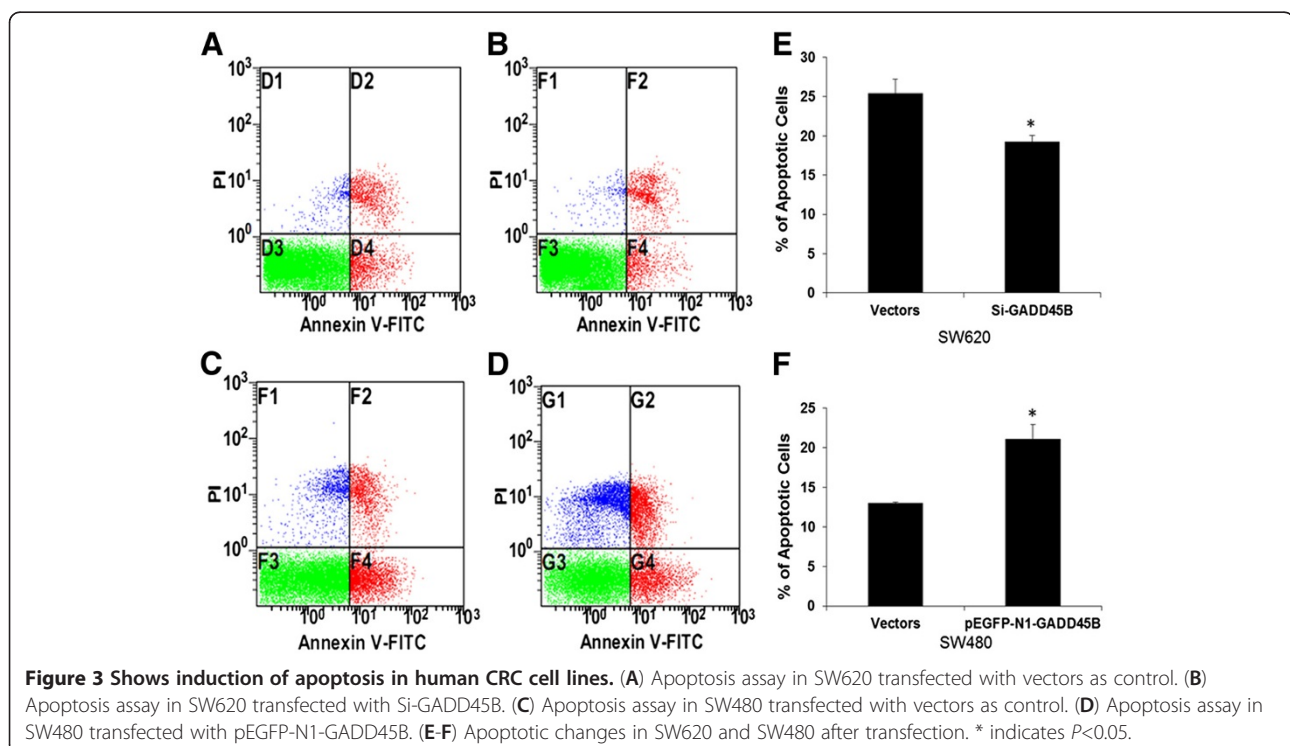 A
10³
10²
10¹
10⁰
PI
D1
D2
D3
D4
10⁰
10¹
10²
10³
Annexin V-FITC
B
10³
10²
10¹
10⁰
PI
F1
F2
F3
F4
10⁰
10¹
10²
10³
Annexin V-FITC
E
30
25
20
15
10
5
0
% of Apoptotic Cells
*
Vectors
Si-GADD45B
SW620
C
10³
10²
10¹
10⁰
PI
F1
F2
F3
F4
10⁰
10¹
10²
10³
Annexin V-FITC
D
10³
10²
10¹
10⁰
PI
G1
G2
G3
G4
10⁰
10¹
10²
10³
Annexin V-FITC
F
25
20
15
10
5
0
% of Apoptotic Cells
*
Vectors
pEGFP-N1-GADD45B
SW480
Figure 3 Shows induction of apoptosis in human CRC cell lines. (A) Apoptosis assay in SW620 transfected with vectors as control. (B)
Apoptosis assay in SW620 transfected with Si-GADD45B. (C) Apoptosis assay in SW480 transfected with vectors as control. (D) Apoptosis assay in
SW480 transfected with pEGFP-N1-GADD45B. (E-F) Apoptotic changes in SW620 and SW480 after transfection. * indicates P<0.05.